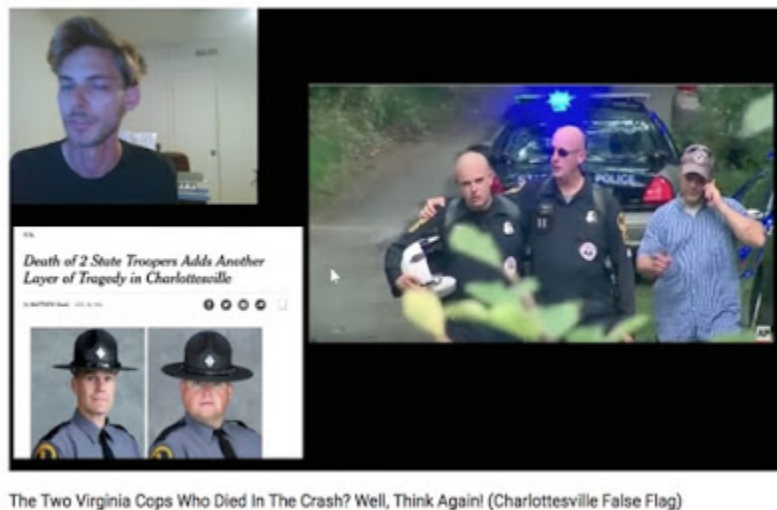 Death of 2 State Troopers Adds Another
Layer of Tragedy in Charlottesville
POLICE
AP
The Two Virginia Cops Who Died In The Crash? Well, Think Again! (Charlottesville False Flag)